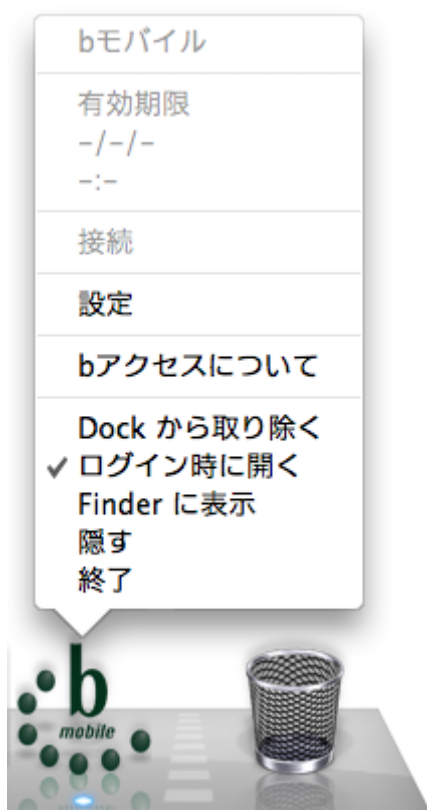 bモバイル
有効期限
-/-/-
-:-
接続
設定
bアクセスについて
Dock から取り除く
✓ ログイン時に開く
Finder に表示
隠す
終了
b
mobile